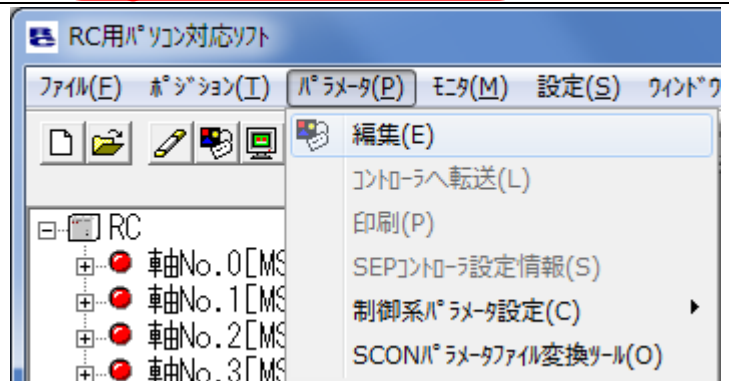 RC用ﾊﾟｿｺﾝ対応ｿﾌﾄ
ﾌｧｲﾙ(F) ﾎﾟｼﾞｼｮﾝ(T) ﾊﾟﾗﾒｰﾀ(P) ﾓﾆﾀ(M) 設定(S) ｳｨﾝﾄﾞｳ
編集(E)
ｺﾝﾄﾛｰﾗへ転送(L)
印刷(P)
SEPｺﾝﾄﾛｰﾗ設定情報(S)
制御系ﾊﾟﾗﾒｰﾀ設定(C)
SCONﾊﾟﾗﾒｰﾀﾌｧｲﾙ変換ﾂｰﾙ(O)
RC
軸No.0[MS
軸No.1[MS
軸No.2[MS
軸No.3[MS